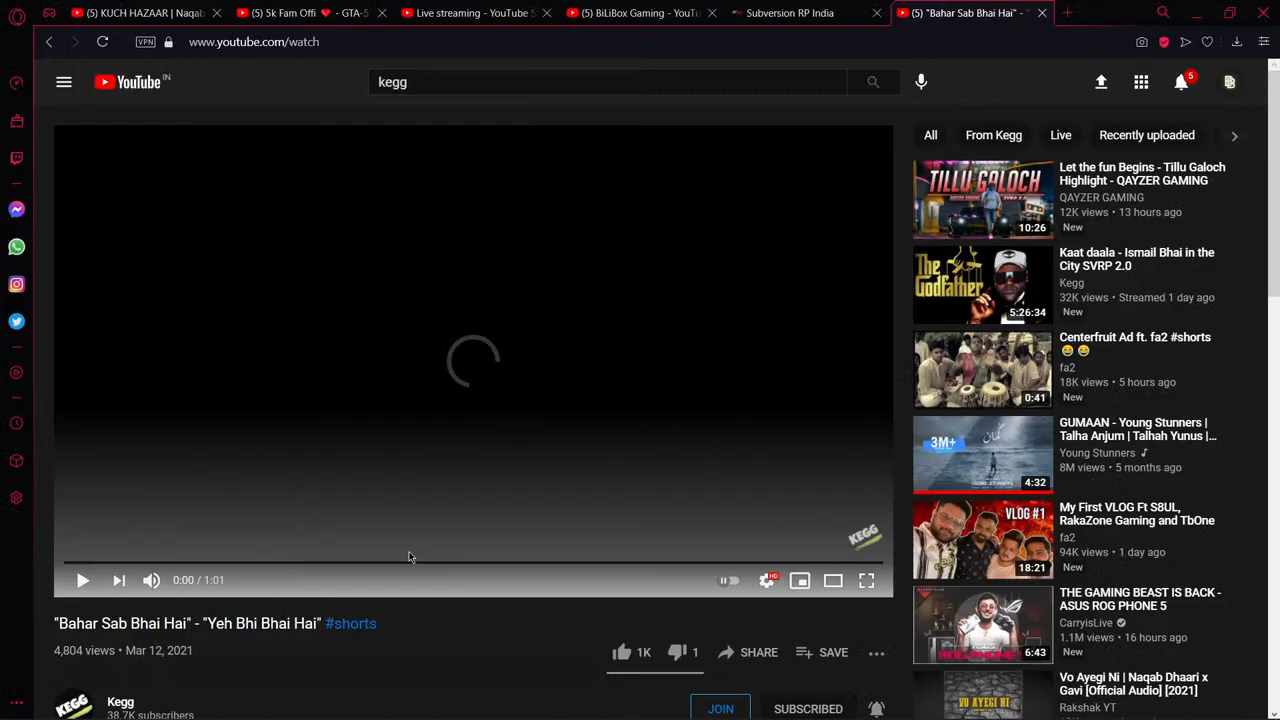 (5) KUCH HAZAAR | Naqab
(5) 5k Fam Offi ❤ - GTA-5
(5) Live streaming - YouTube S
(5) BiLiBox Gaming - YouTu
Subversion RP India
(5) "Bahar Sab Bhai Hai" -
VPN
www.youtube.com/watch
YouTube IN
kegg
5
All
From Kegg
Live
Recently uploaded
TILLU GALOCH
SVRP 2.0
10:26
Let the fun Begins - Tillu Galoch
Highlight - QAYZER GAMING
QAYZER GAMING
12K views • 13 hours ago
New
The
Godfather
5:26:34
Kaat daala - Ismail Bhai in the
City SVRP 2.0
Kegg
32K views • Streamed 1 day ago
New
0:41
Centerfruit Ad ft. fa2 #shorts
😂 😂
fa2
18K views • 5 hours ago
New
3M+
گمان
4:32
GUMAAN - Young Stunners |
Talha Anjum | Talhah Yunus |...
Young Stunners
8M views • 5 months ago
VLOG #1
18:21
My First VLOG Ft S8UL,
RakaZone Gaming and TbOne
fa2
94K views • 1 day ago
New
6:43
THE GAMING BEAST IS BACK -
ASUS ROG PHONE 5
CarryisLive
1.1M views • 16 hours ago
New
VO AYEGI NI
Vo Ayegi Ni | Naqab Dhaari x
Gavi [Official Audio] [2021]
Rakshak YT
KEGG
0:00 / 1:01
HD
"Bahar Sab Bhai Hai" - "Yeh Bhi Bhai Hai" #shorts
4,804 views • Mar 12, 2021
1K
1
SHARE
SAVE
KEGG
Kegg
subscribers
JOIN
SUBSCRIBED